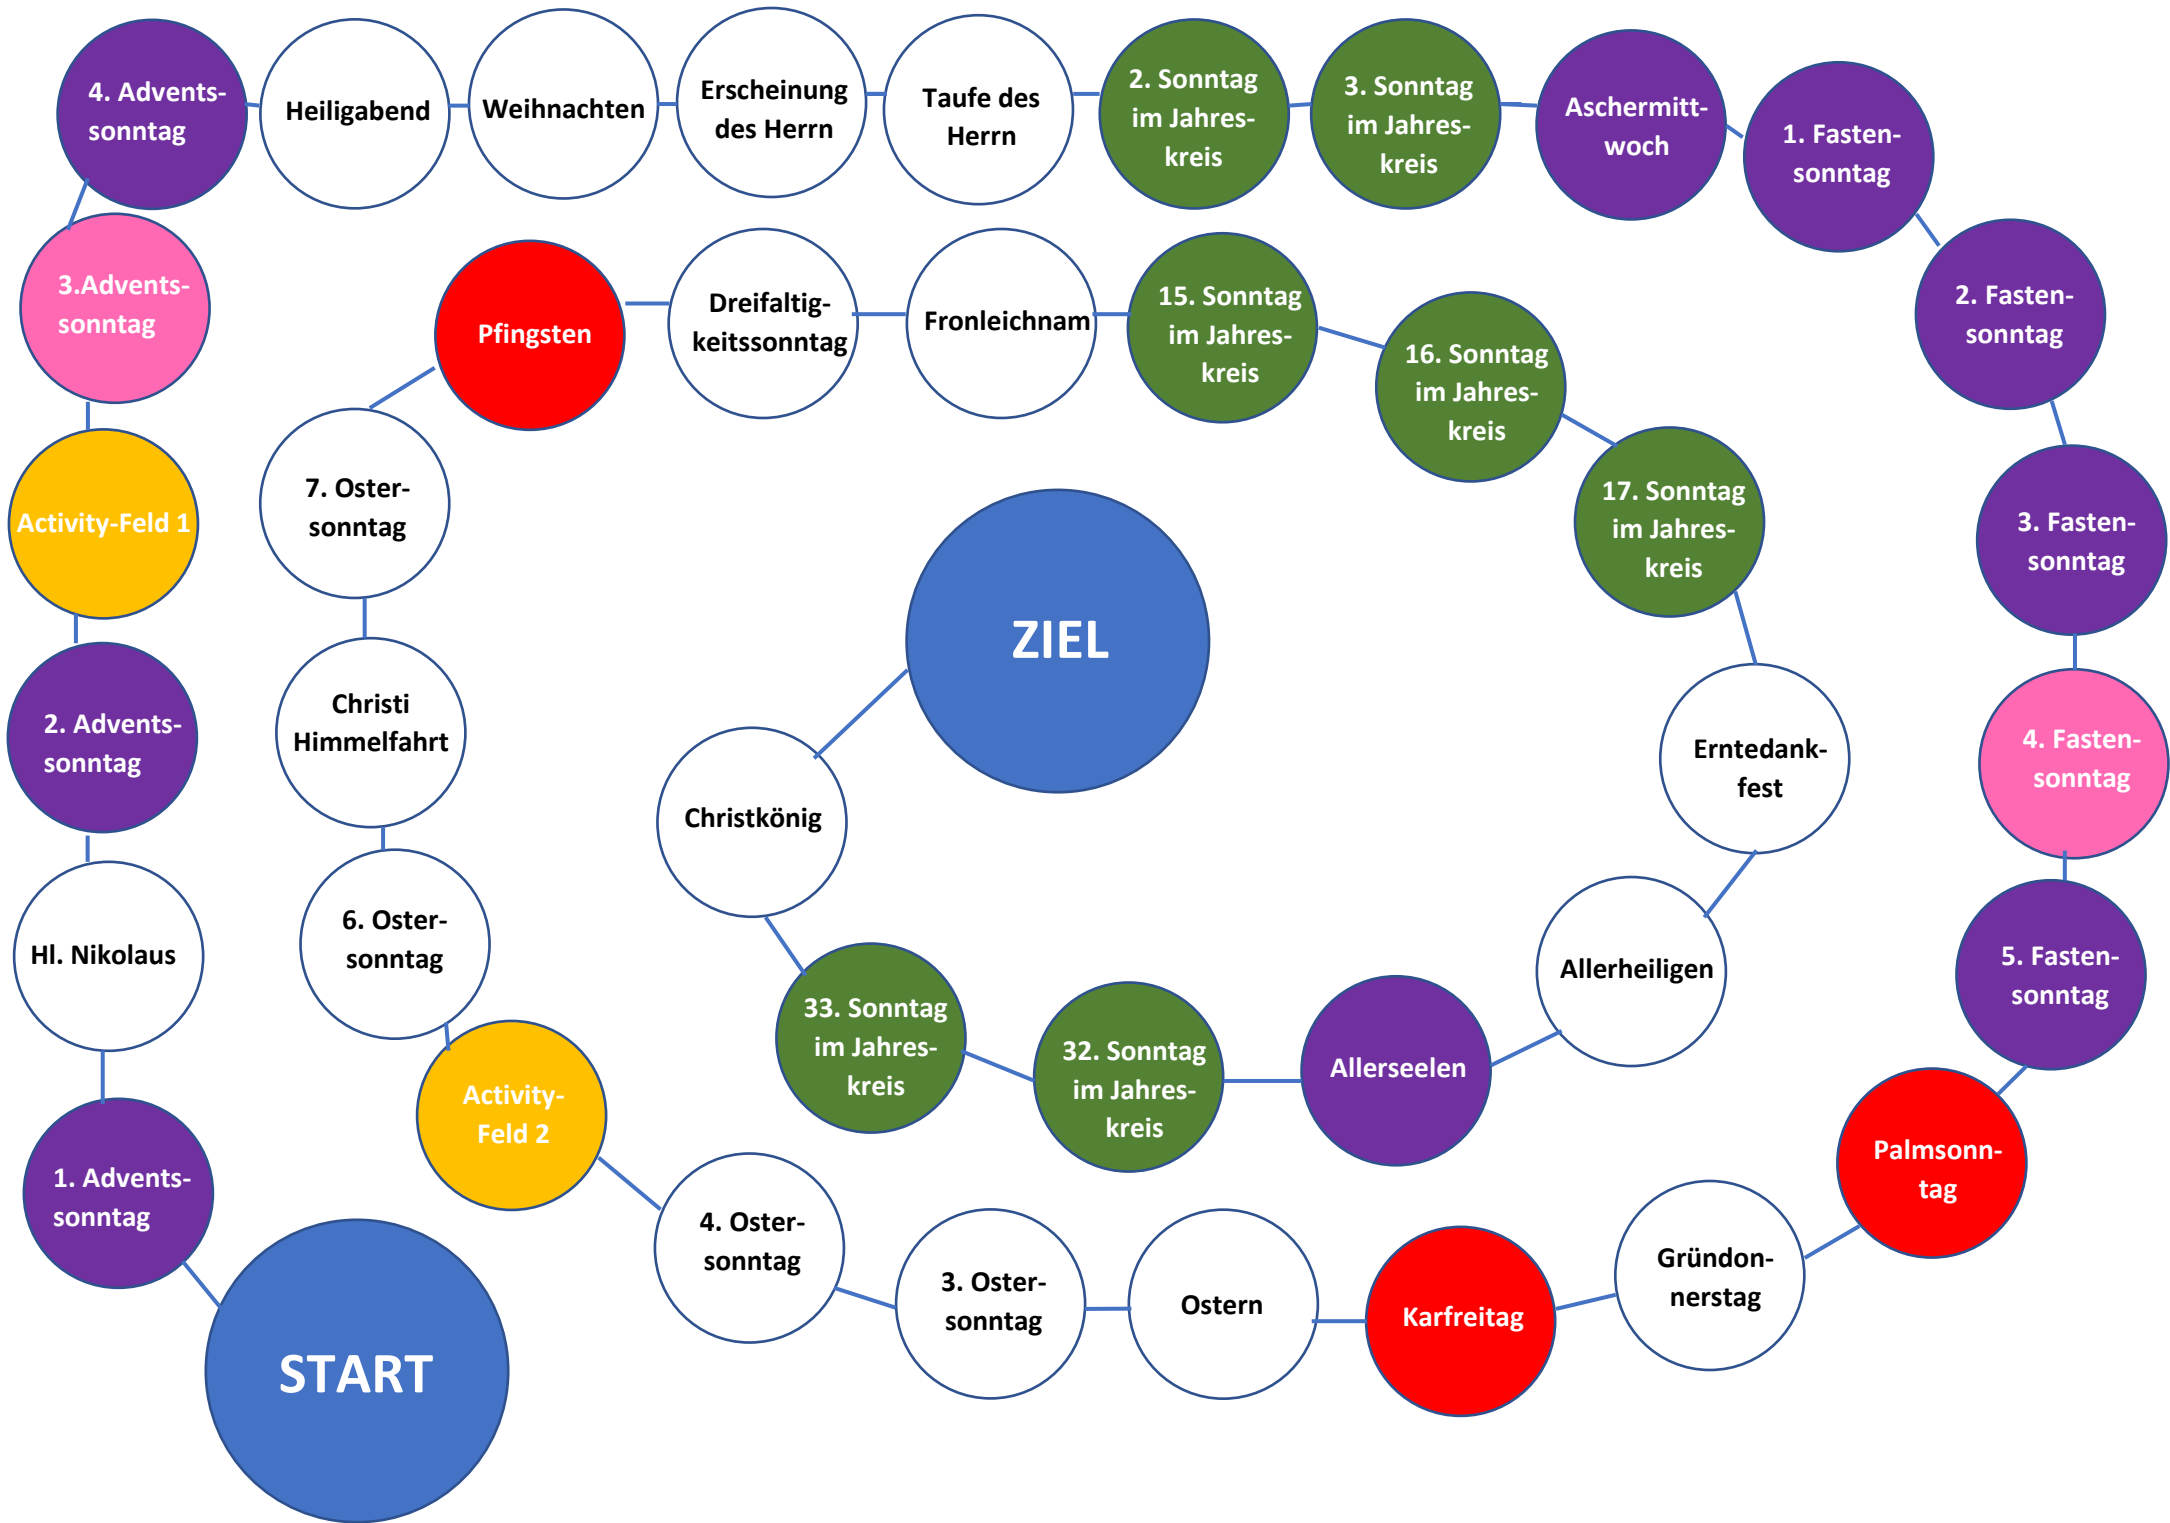 START
1. Advents-
sonntag
Hl. Nikolaus
2. Advents-
sonntag
Activity-Feld 1
3.Advents-
sonntag
4. Advents-
sonntag
Heiligabend
Weihnachten
Erscheinung
des Herrn
Taufe des
Herrn
2. Sonntag
im Jahres-
kreis
3. Sonntag
im Jahres-
kreis
Aschermitt-
woch
1. Fasten-
sonntag
2. Fasten-
sonntag
3. Fasten-
sonntag
4. Fasten-
sonntag
5. Fasten-
sonntag
Palmsonn-
tag
Gründon-
nerstag
Karfreitag
Ostern
3. Oster-
sonntag
4. Oster-
sonntag
Activity-
Feld 2
6. Oster-
sonntag
Christi
Himmelfahrt
7. Oster-
sonntag
Pfingsten
Dreifaltig-
keitssonntag
Fronleichnam
15. Sonntag
im Jahres-
kreis
16. Sonntag
im Jahres-
kreis
17. Sonntag
im Jahres-
kreis
Erntedank-
fest
Allerheiligen
Allerseelen
32. Sonntag
im Jahres-
kreis
33. Sonntag
im Jahres-
kreis
Christkönig
ZIEL